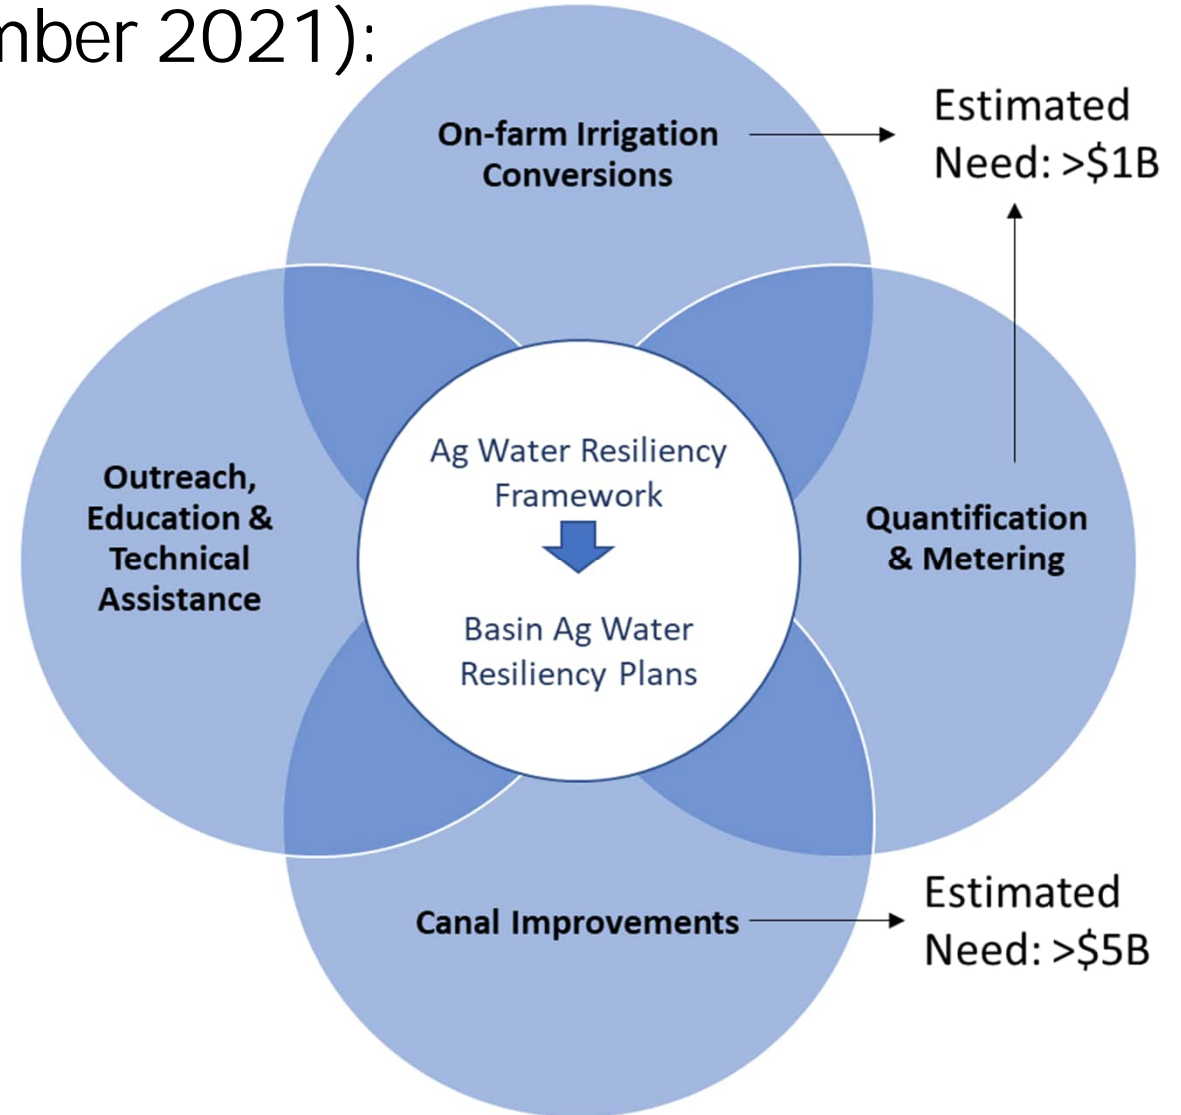 2021):
On-farm Irrigation
Conversions
Estimated
Need: >$1B
Outreach,
Education &
Technical
Assistance
Ag Water Resiliency
Framework
Basin Ag Water
Resiliency Plans
Quantification
& Metering
Canal Improvements
Estimated
Need: >$5B